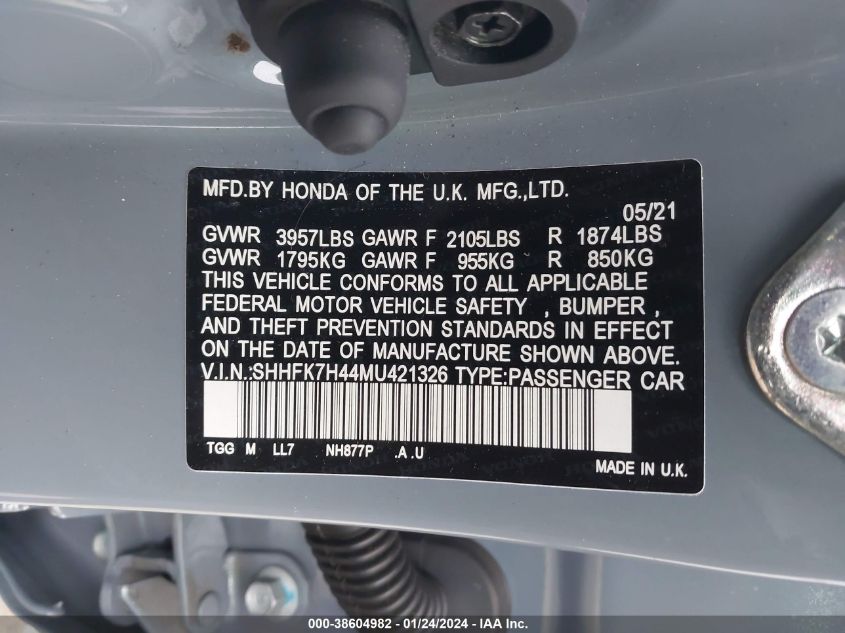 MFD.BY HONDA OF THE U.K. MFG.,LTD.
05/21
GVWR 3957LBS GAWR F 2105LBS R 1874LBS
GVWR 1795KG GAWR F 955KG R 850KG
THIS VEHICLE CONFORMS TO ALL APPLICABLE
FEDERAL MOTOR VEHICLE SAFETY , BUMPER ,
AND THEFT PREVENTION STANDARDS IN EFFECT
ON THE DATE OF MANUFACTURE SHOWN ABOVE.
V.I.N.:SHHFK7H44MU421326 TYPE:PASSENGER CAR
TGG M LL7 NH877P .A .U
MADE IN U.K.
000-38604982 - 01/24/2024 - IAA Inc.